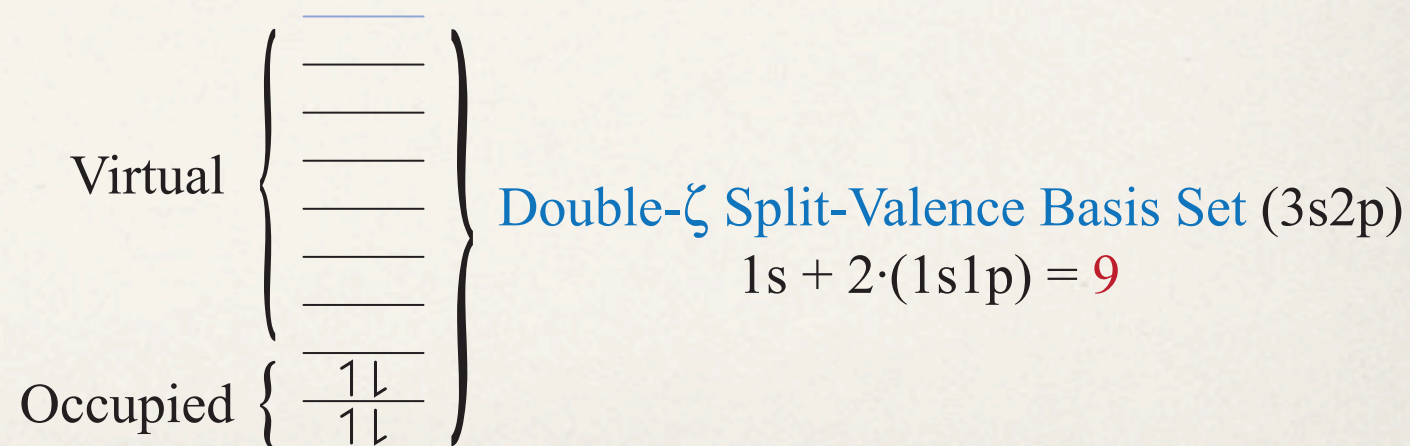 Virtual
Double-ζ Split-Valence Basis Set (3s2p)
1s + 2·(1s1p) = 9
Occupied